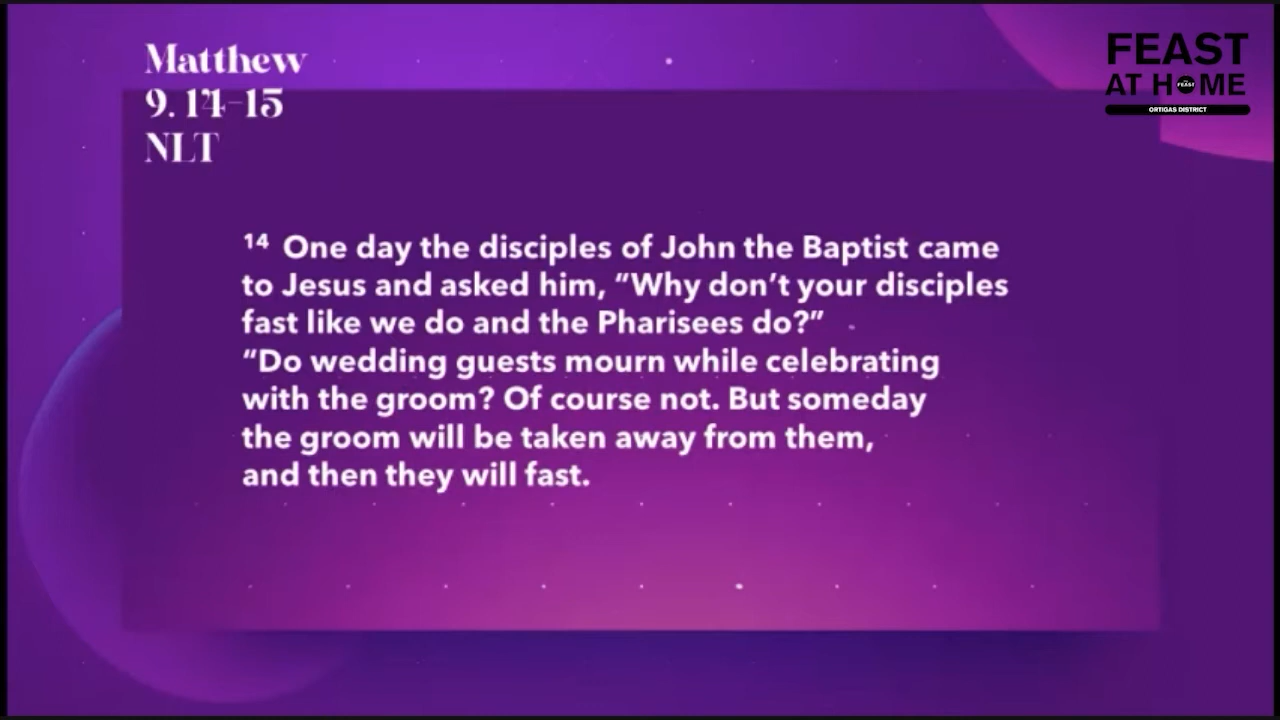 Matthew
9. 14-15
NLT
FEAST
AT HOME
FEAST
ORTIGAS DISTRICT
14 One day the disciples of John the Baptist came
to Jesus and asked him, “Why don’t your disciples
fast like we do and the Pharisees do?”
“Do wedding guests mourn while celebrating
with the groom? Of course not. But someday
the groom will be taken away from them,
and then they will fast.